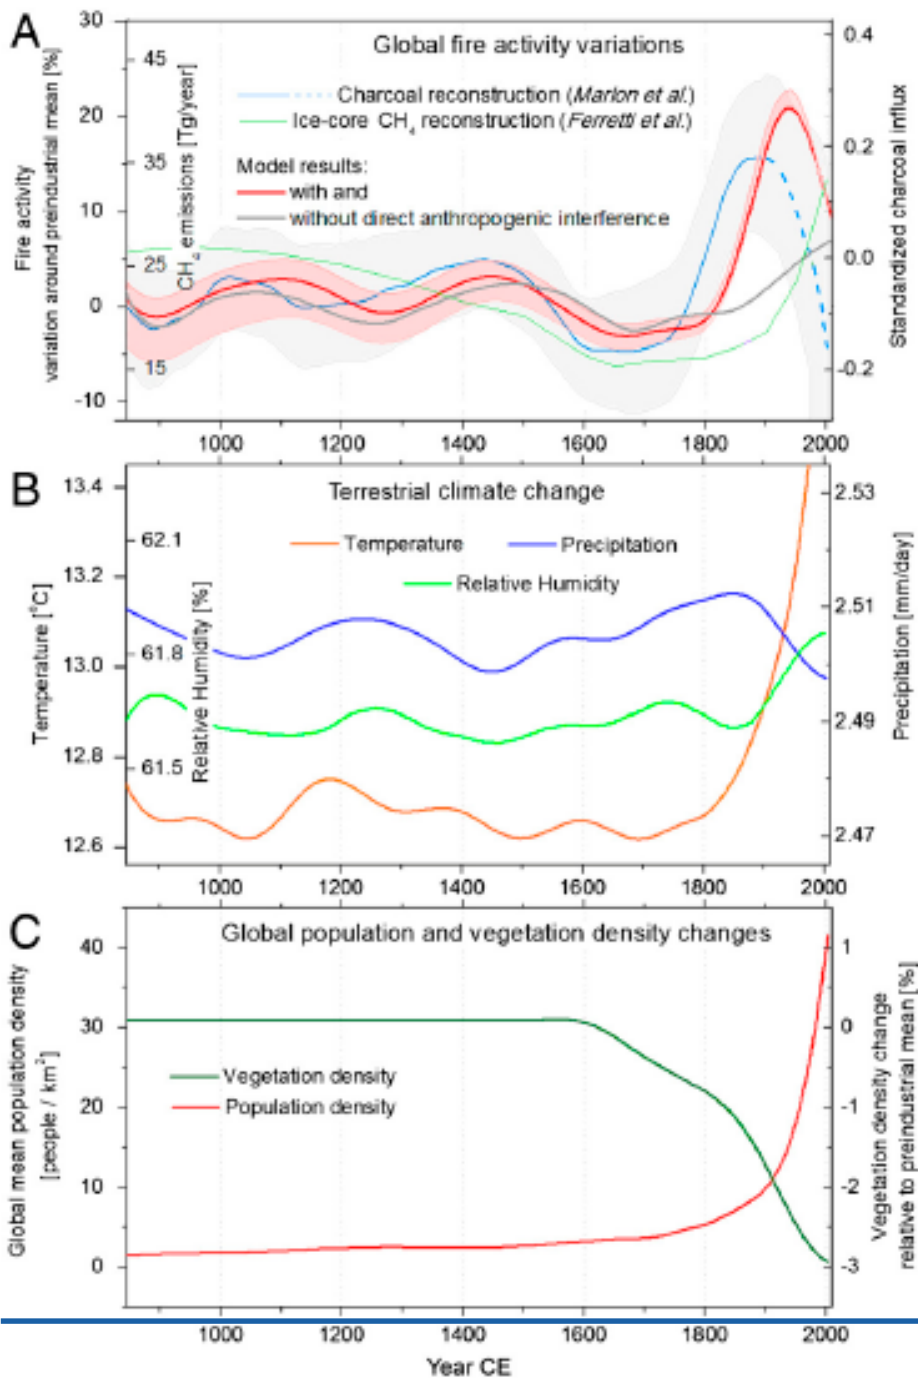 A
Global fire activity variations
Charcoal reconstruction (Marlon et al.)
Ice-core CH4 reconstruction (Ferretti et al.)
Model results:
with and
without direct anthropogenic interference
Fire activity
variation around preindustrial mean [%]
30
20
10
0
-10
CH4 emissions [Tg/year]
45
35
25
15
Standardized charcoal influx
0.4
0.2
0.0
-0.2
1000 1200 1400 1600 1800 2000
B
Terrestrial climate change
Temperature
Precipitation
Relative Humidity
Temperature [°C]
13.4
13.2
13.0
12.8
12.6
Relative Humidity [%]
62.1
61.8
61.5
Precipitation [mm/day]
2.53
2.51
2.49
2.47
1000 1200 1400 1600 1800 2000
C
Global population and vegetation density changes
Vegetation density
Population density
Global mean population density
[people / km2]
40
30
20
10
0
Vegetation density change
relative to preindustrial mean [%]
1
0
-1
-2
-3
1000 1200 1400 1600 1800 2000
Year CE